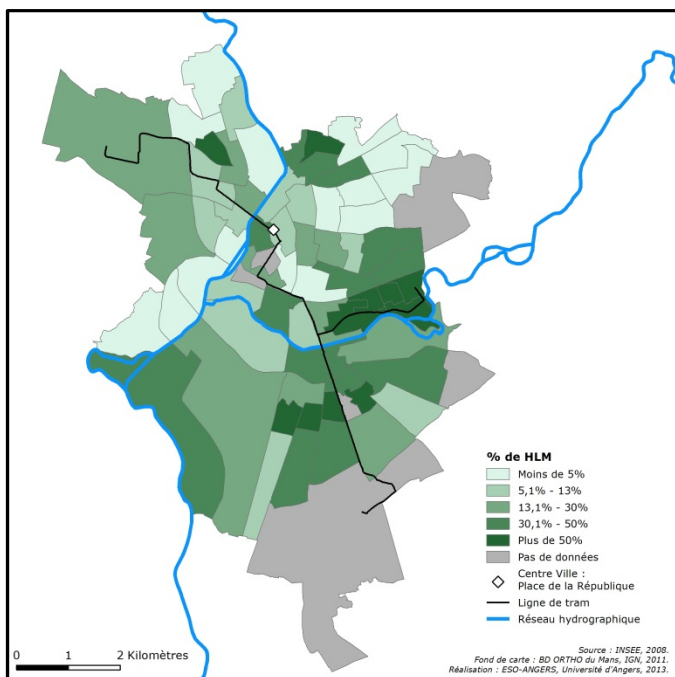 % de HLM
Moins de 5%
5,1% - 13%
13,1% - 30%
30,1% - 50%
Plus de 50%
Pas de données
Centre Ville :
Place de la République
Ligne de tram
Réseau hydrographique
0 1 2 Kilomètres
Source : INSEE, 2008.
Fond de carte : BD ORTHO du Mans, IGN, 2011.
Réalisation : ESO-ANGERS, Université d'Angers, 2013.